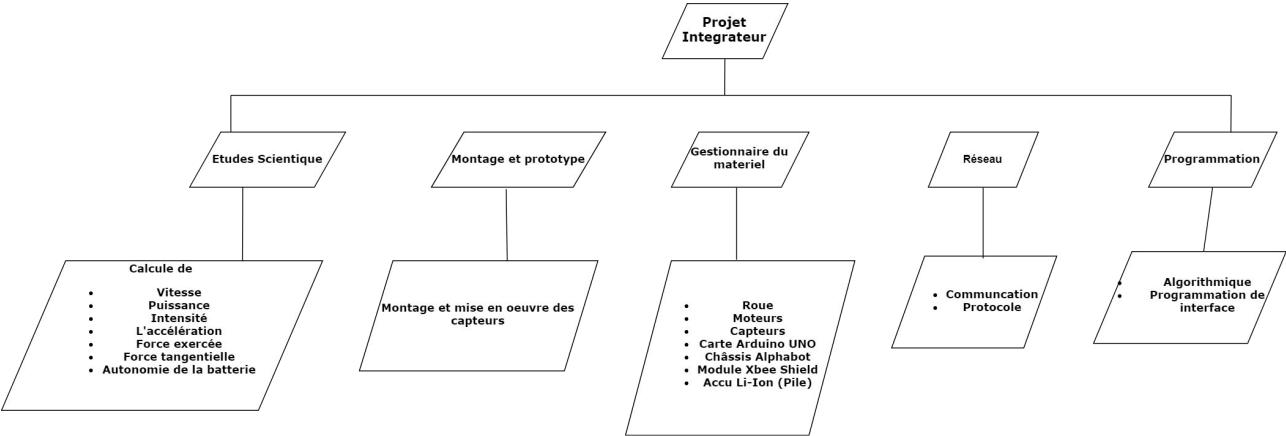 Projet
Integrateur
Etudes Scientique
Montage et prototype
Gestionnaire du
materiel
Réseau
Programmation
Calcule de
• Vitesse
• Puissance
• Intensité
• L'accélération
• Force exercée
• Force tangentielle
• Autonomie de la batterie
Montage et mise en oeuvre des
capteurs
• Roue
• Moteurs
• Capteurs
• Carte Arduino UNO
• Châssis Alphabot
• Module Xbee Shield
• Accu Li-Ion (Pile)
• Communcation
• Protocole
• Algorithmique
• Programmation de
interface